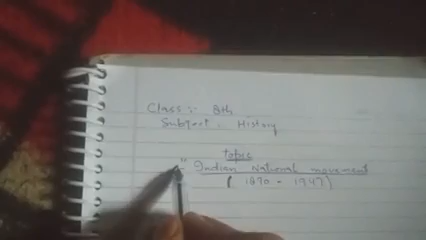 Class :- 8th
Subject : History
Topic
" Indian National movement
( 1870 - 1947)